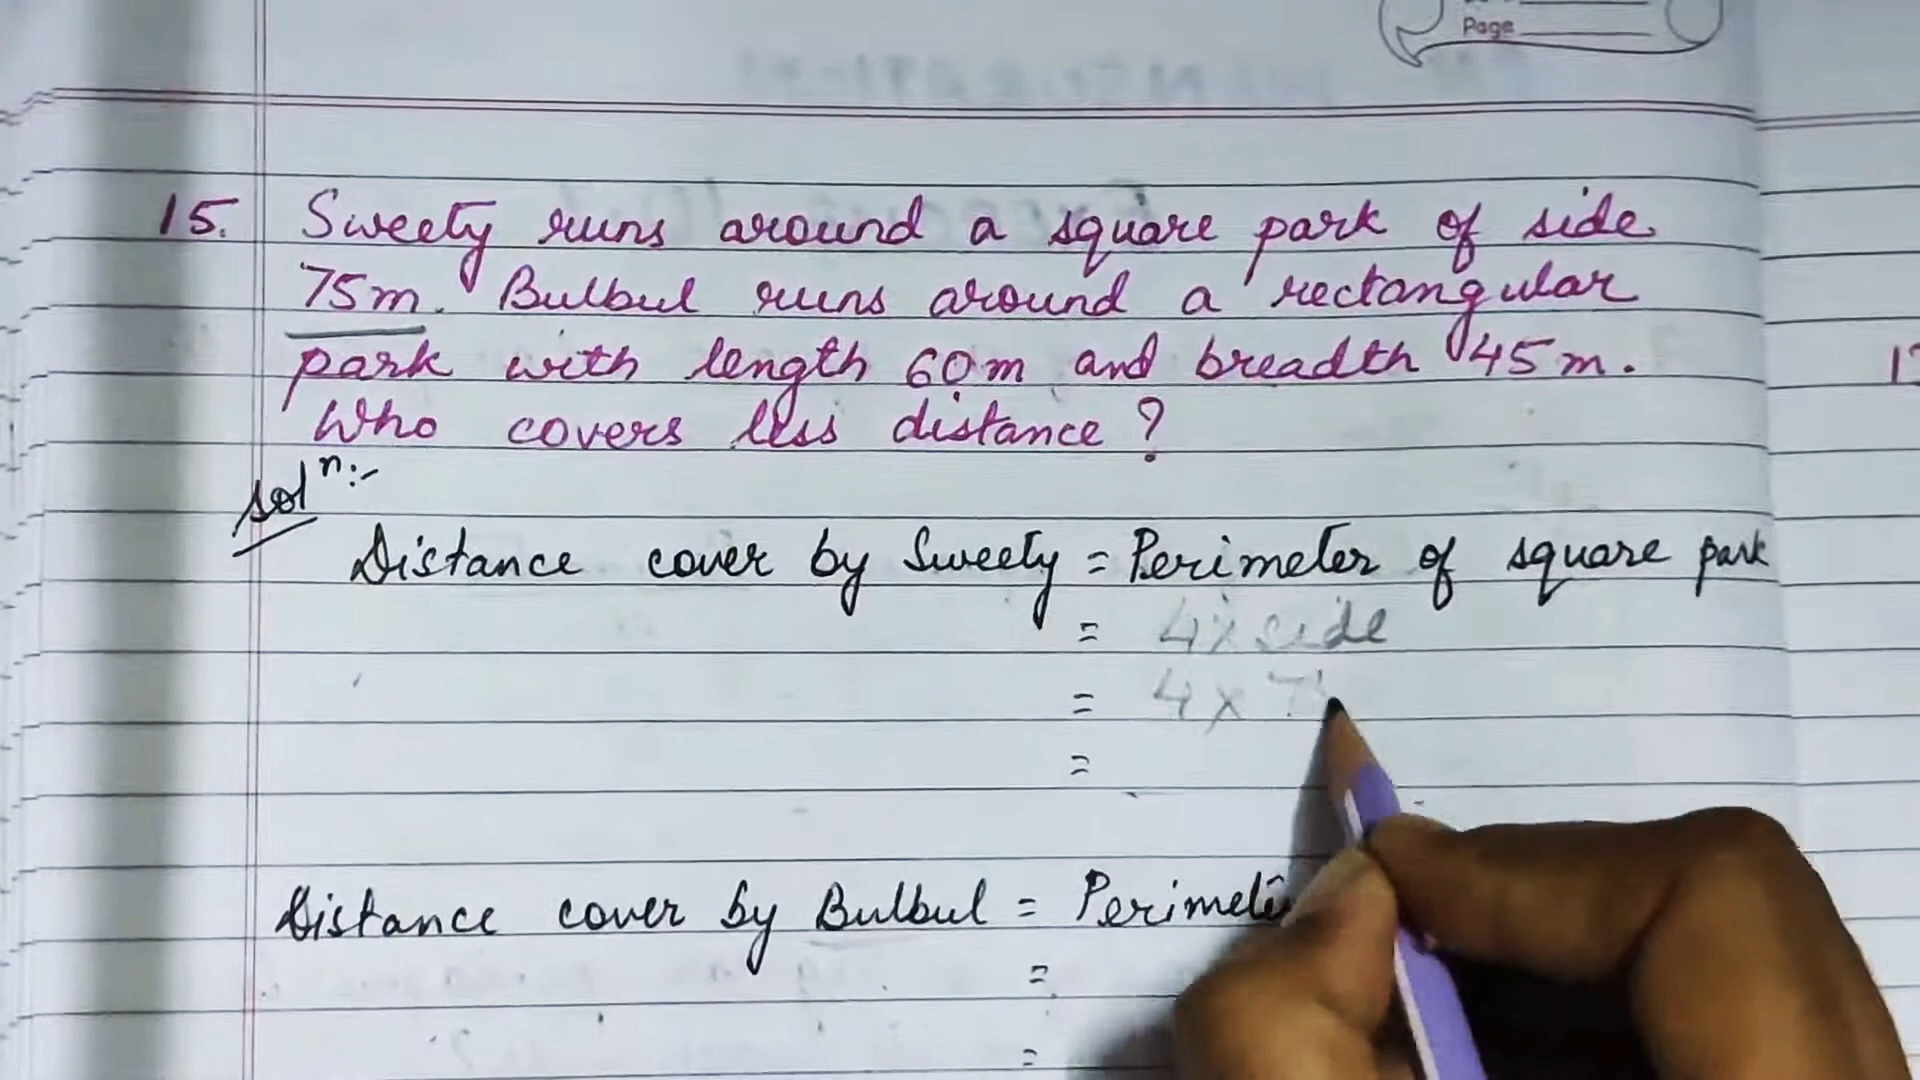 Page
15. Sweety runs around a square park of side
75m. Bulbul runs around a rectangular
park with length 60m and breadth 45m.
Who covers less distance?
Solⁿ:-
Distance cover by Sweety = Perimeter of square park
= 4 x side
= 4 x 7
=
Distance cover by Bulbul =
=
=